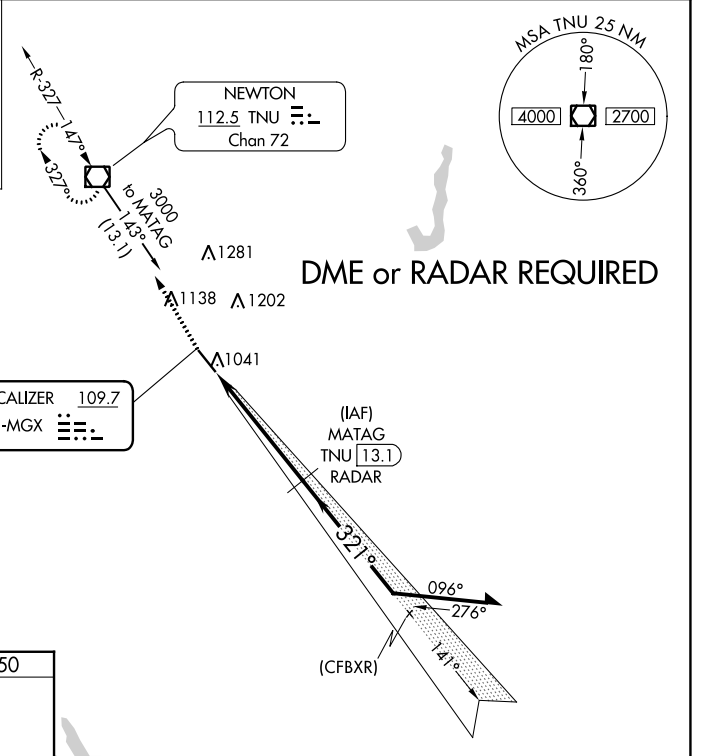 MSA TNU 25 NM
180°
4000
2700
360°
R-327
147°
327°
NEWTON
112.5 TNU
Chan 72
3000
to MATAG
143°
(13.1)
1281
DME or RADAR REQUIRED
1138
1202
1041
CALIZER 109.7
-MGX
(IAF)
MATAG
TNU 13.1
RADAR
321°
096°
276°
(CFBXR)
141°
50